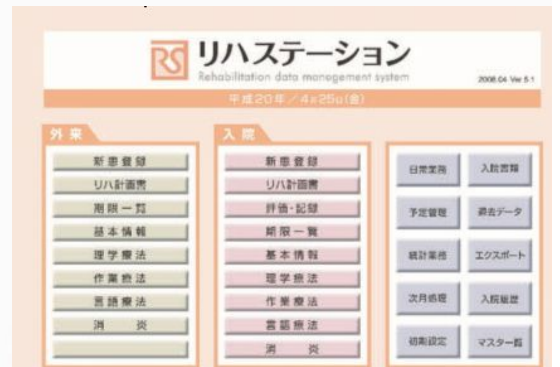 RS リハステーション
Rehabilitation data management system
2008.04 Ver 5.1
平成20年/4月25日(金)
外来
新患登録
リハ計画書
期限一覧
基本情報
理学療法
作業療法
言語療法
消 炎
入院
新患登録
リハ計画書
評価・記録
期限一覧
基本情報
理学療法
作業療法
言語療法
消 炎
日常業務 入院書類
予定管理 過去データ
統計業務 エクスポート
次月処理 入院履歴
初期設定 マスター覧